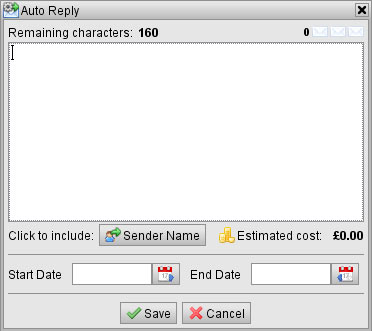 Auto Reply
Remaining characters: 160 0
Click to include: Sender Name Estimated cost: £0.00
Start Date End Date
Save Cancel